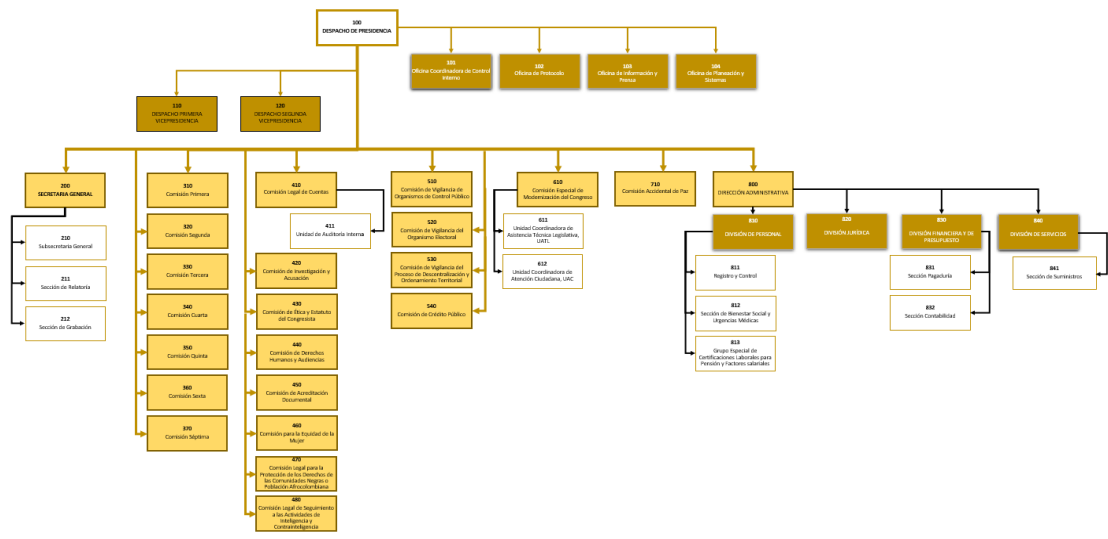 100
DESPACHO DE PRESIDENCIA
101
Oficina Coordinadora de Control
Interno
102
Oficina de Protocolo
103
Oficina de Información y
Prensa
104
Oficina de Planeación y
Sistemas
110
DESPACHO PRIMERA
VICEPRESIDENCIA
120
DESPACHO SEGUNDA
VICEPRESIDENCIA
200
SECRETARIA GENERAL
210
Subsecretaría General
211
Sección de Relatoría
212
Sección de Grabación
310
Comisión Primera
320
Comisión Segunda
330
Comisión Tercera
340
Comisión Cuarta
350
Comisión Quinta
360
Comisión Sexta
370
Comisión Séptima
410
Comisión Legal de Cuentas
411
Unidad de Auditoría Interna
420
Comisión de Investigación y
Acusación
430
Comisión de Ética y Estatuto
del Congresista
440
Comisión de Derechos
Humanos y Audiencias
450
Comisión de Acreditación
Documental
460
Comisión para la Equidad de la
Mujer
470
Comisión Legal para la
Protección de los Derechos de
las Comunidades Negras o
Población Afrocolombiana
480
Comisión Legal de Seguimiento
a las Actividades de
Inteligencia y
Contrainteligencia
510
Comisión de Vigilancia de
Organismos de Control Público
520
Comisión de Vigilancia del
Organismo Electoral
530
Comisión de Vigilancia del
Proceso de Descentralización y
Ordenamiento Territorial
540
Comisión de Crédito Público
610
Comisión Especial de
Modernización del Congreso
611
Unidad Coordinadora de
Asistencia Técnica Legislativa,
UATL
612
Unidad Coordinadora de
Atención Ciudadana, UAC
710
Comisión Accidental de Paz
800
DIRECCIÓN ADMINISTRATIVA
810
DIVISIÓN DE PERSONAL
811
Registro y Control
812
Sección de Bienestar Social y
Urgencias Médicas
813
Grupo Especial de
Certificaciones Laborales para
Pensión y Factores salariales
820
DIVISIÓN JURÍDICA
830
DIVISIÓN FINANCIERA Y DE
PRESUPUESTO
831
Sección Pagaduría
832
Sección Contabilidad
840
DIVISIÓN DE SERVICIOS
841
Sección de Suministros